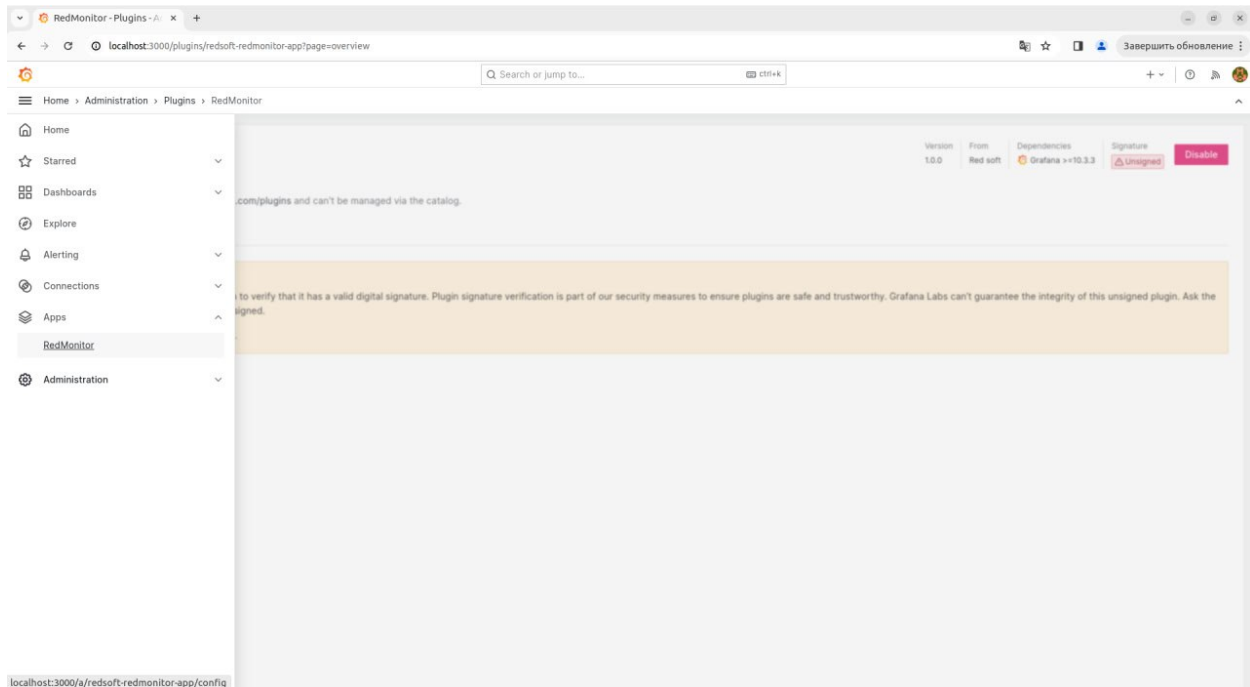 RedMonitor - Plugins - A
localhost:3000/plugins/redsoft-redmonitor-app?page=overview
Завершить обновление
Search or jump to...
ctrl+k
Home › Administration › Plugins › RedMonitor
Home
Starred
Dashboards
Explore
Alerting
Connections
Apps
RedMonitor
Administration
Version From Dependencies Signature
1.0.0 Red soft Grafana >=10.3.3 Unsigned
Disable
.com/plugins and can't be managed via the catalog.
to verify that it has a valid digital signature. Plugin signature verification is part of our security measures to ensure plugins are safe and trustworthy. Grafana Labs can't guarantee the integrity of this unsigned plugin. Ask the
igned.
localhost:3000/a/redsoft-redmonitor-app/config